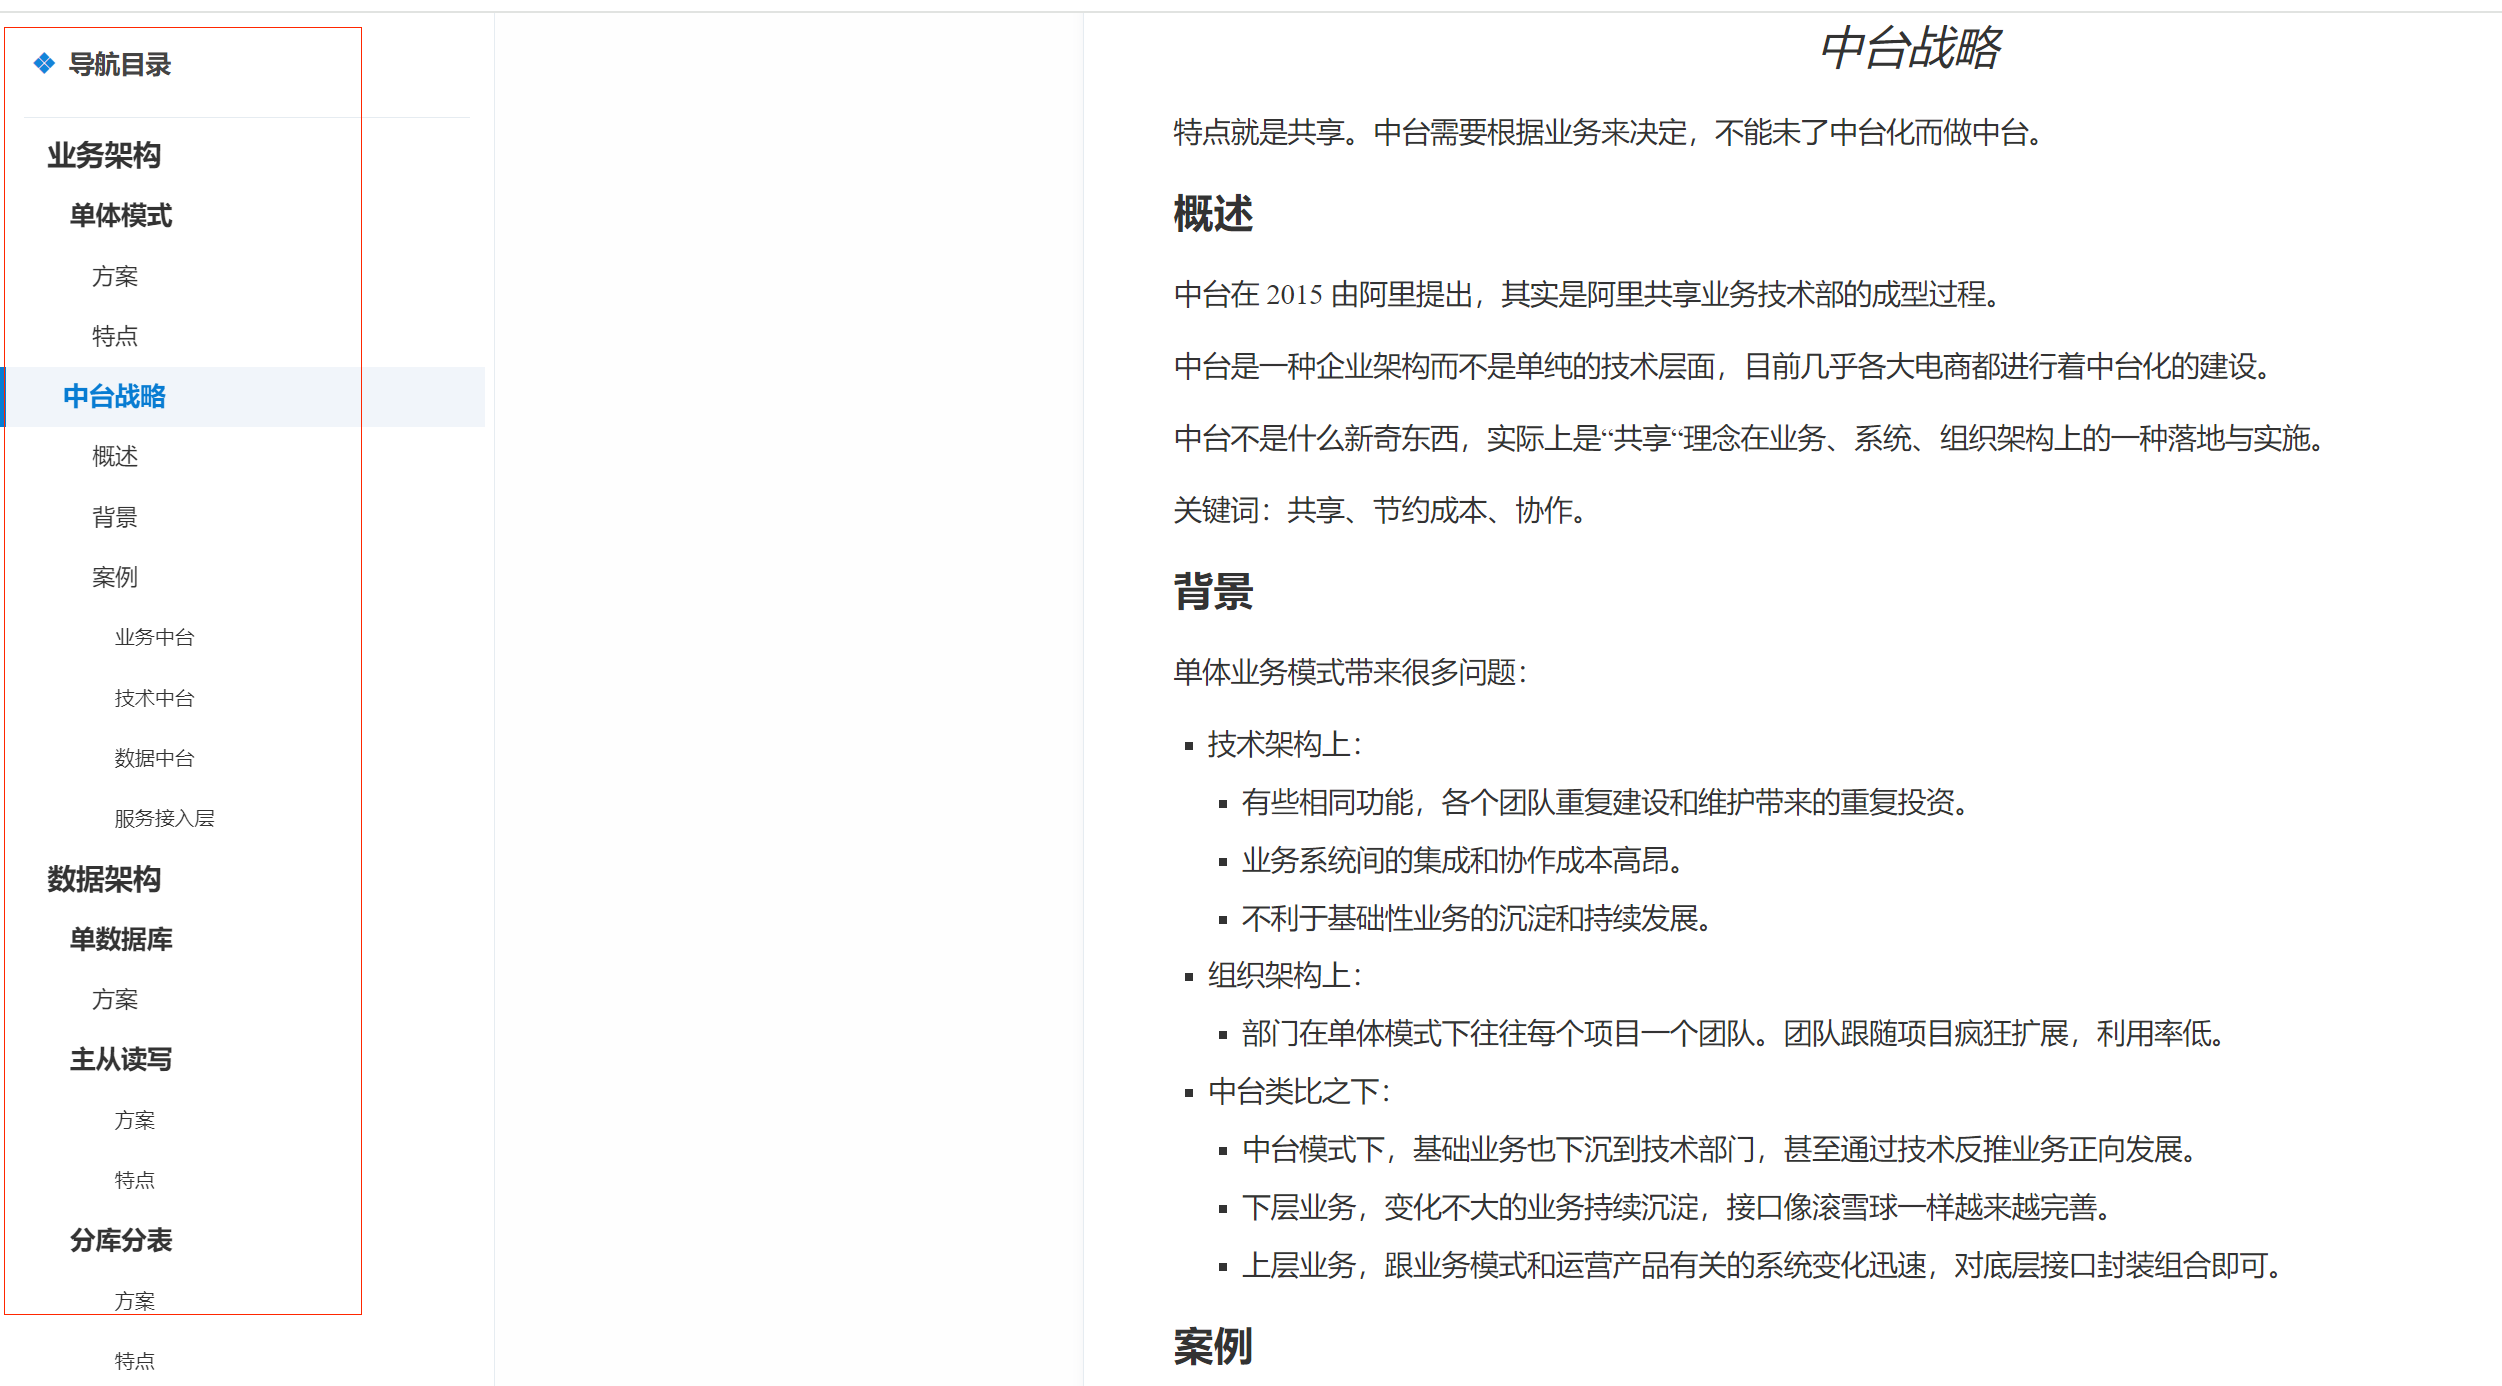 导航目录
业务架构
单体模式
方案
特点
中台战略
概述
背景
案例
业务中台
技术中台
数据中台
服务接入层
数据架构
单数据库
方案
主从读写
方案
特点
分库分表
方案
特点
中台战略
特点就是共享。中台需要根据业务来决定，不能未了中台化而做中台。
概述
中台在 2015 由阿里提出，其实是阿里共享业务技术部的成型过程。
中台是一种企业架构而不是单纯的技术层面，目前几乎各大电商都进行着中台化的建设。
中台不是什么新奇东西，实际上是“共享“理念在业务、系统、组织架构上的一种落地与实施。
关键词：共享、节约成本、协作。
背景
单体业务模式带来很多问题：
技术架构上：
有些相同功能，各个团队重复建设和维护带来的重复投资。
业务系统间的集成和协作成本高昂。
不利于基础性业务的沉淀和持续发展。
组织架构上：
部门在单体模式下往往每个项目一个团队。团队跟随项目疯狂扩展，利用率低。
中台类比之下：
中台模式下，基础业务也下沉到技术部门，甚至通过技术反推业务正向发展。
下层业务，变化不大的业务持续沉淀，接口像滚雪球一样越来越完善。
上层业务，跟业务模式和运营产品有关的系统变化迅速，对底层接口封装组合即可。
案例